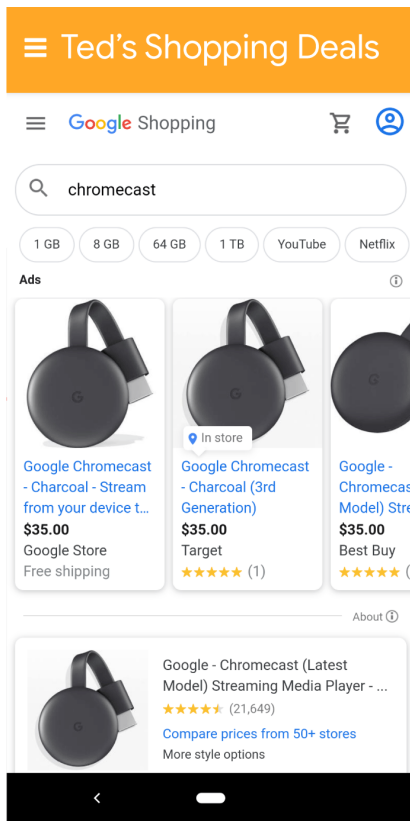 Ted's Shopping Deals
Google Shopping
chromecast
1 GB
8 GB
64 GB
1 TB
YouTube
Netflix
Ads
In store
Google Chromecast
- Charcoal - Stream
from your device t...
$35.00
Google Store
Free shipping
Google Chromecast
- Charcoal (3rd
Generation)
$35.00
Target
(1)
Google -
Chromecas
Model) Stre
$35.00
Best Buy
(
About
Google - Chromecast (Latest
Model) Streaming Media Player - ...
(21,649)
Compare prices from 50+ stores
More style options